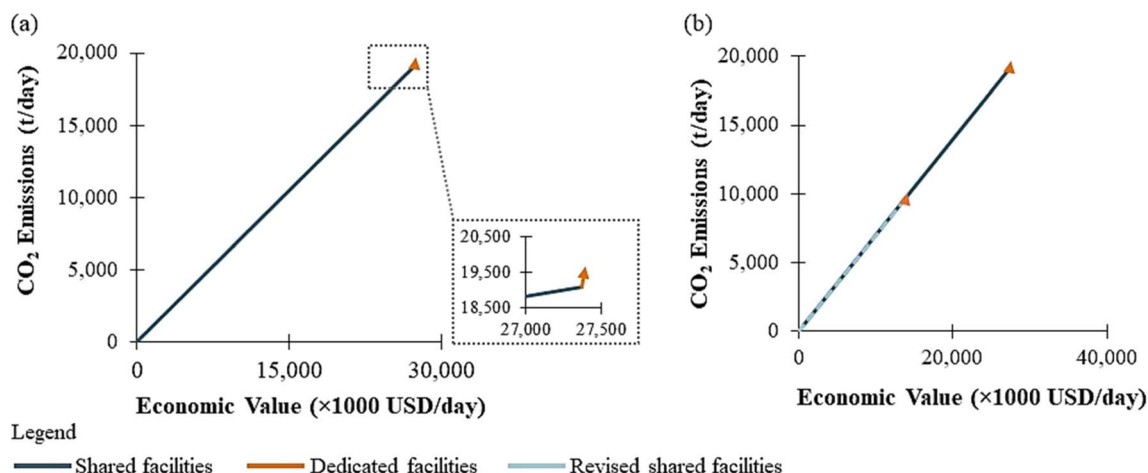 (a)
CO2 Emissions (t/day)
20,000
15,000
10,000
5,000
0
0 15,000 30,000
Economic Value (×1000 USD/day)
20,500
19,500
18,500
27,000 27,500
(b)
CO2 Emissions (t/day)
20,000
15,000
10,000
5,000
0
0 20,000 40,000
Economic Value (×1000 USD/day)
Legend
Shared facilities Dedicated facilities Revised shared facilities